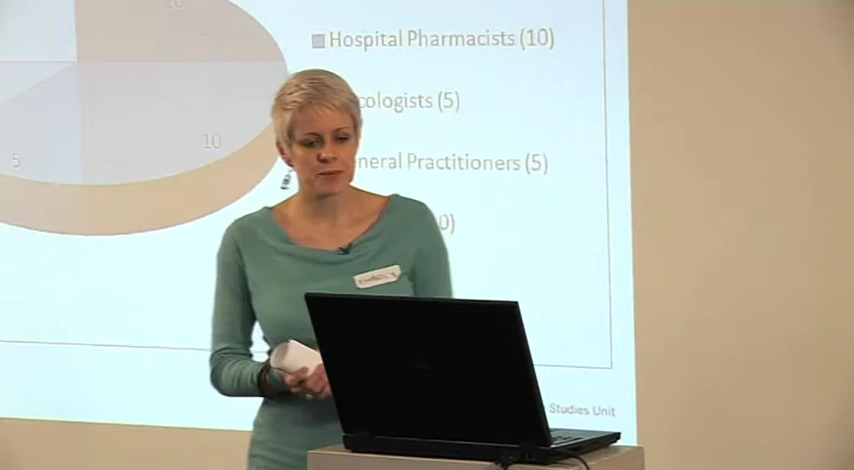 10
Hospital Pharmacists (10)
cologists (5)
10
5
neral Practitioners (5)
0)
Studies Unit